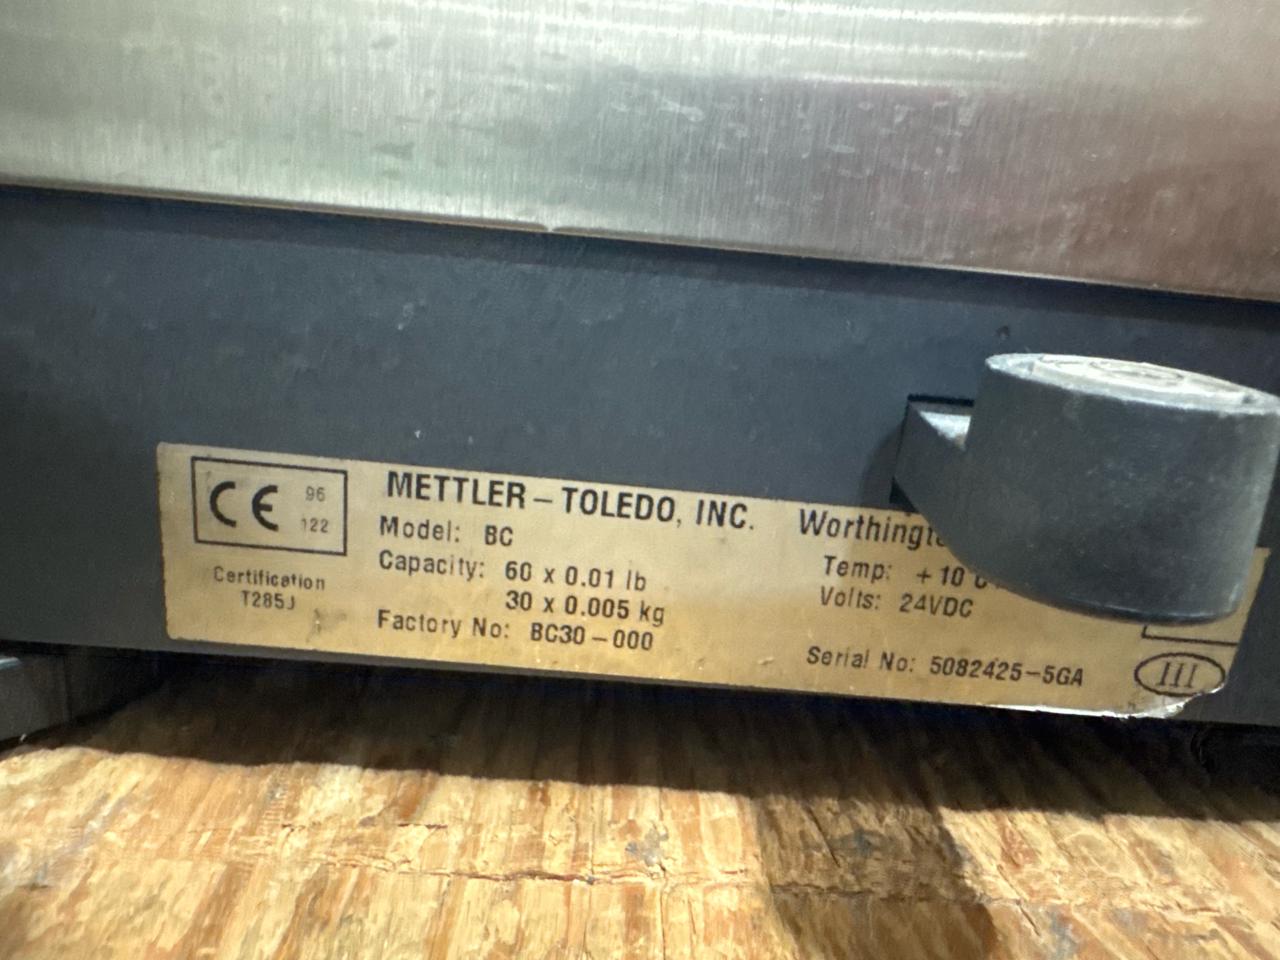 CE 96
122
Certification
T285J
METTLER – TOLEDO, INC.
Model: BC
Capacity: 60 x 0.01 lb
30 x 0.005 kg
Factory No: BC30 – 000
Temp: +10
Volts: 24VDC
Serial No: 5082425–5GA
III